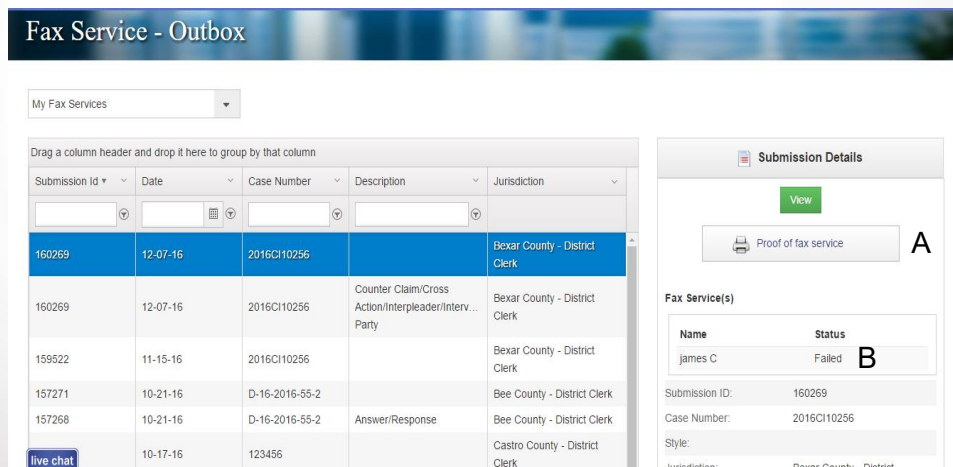 Fax Service - Outbox
My Fax Services
Drag a column header and drop it here to group by that column
Submission Id Date Case Number Description Jurisdiction
160269 12-07-16 2016CI10256 Bexar County - District Clerk
160269 12-07-16 2016CI10256 Counter Claim/Cross Action/Interpleader/Interv... Party Bexar County - District Clerk
159522 11-15-16 2016CI10256 Bexar County - District Clerk
157271 10-21-16 D-16-2016-55-2 Bee County - District Clerk
157268 10-21-16 D-16-2016-55-2 Answer/Response Bee County - District Clerk
10-17-16 123456 Castro County - District Clerk
live chat
Submission Details
View
Proof of fax service A
Fax Service(s)
Name Status
james C Failed B
Submission ID: 160269
Case Number: 2016CI10256
Style:
Jurisdiction: Bexar County - District